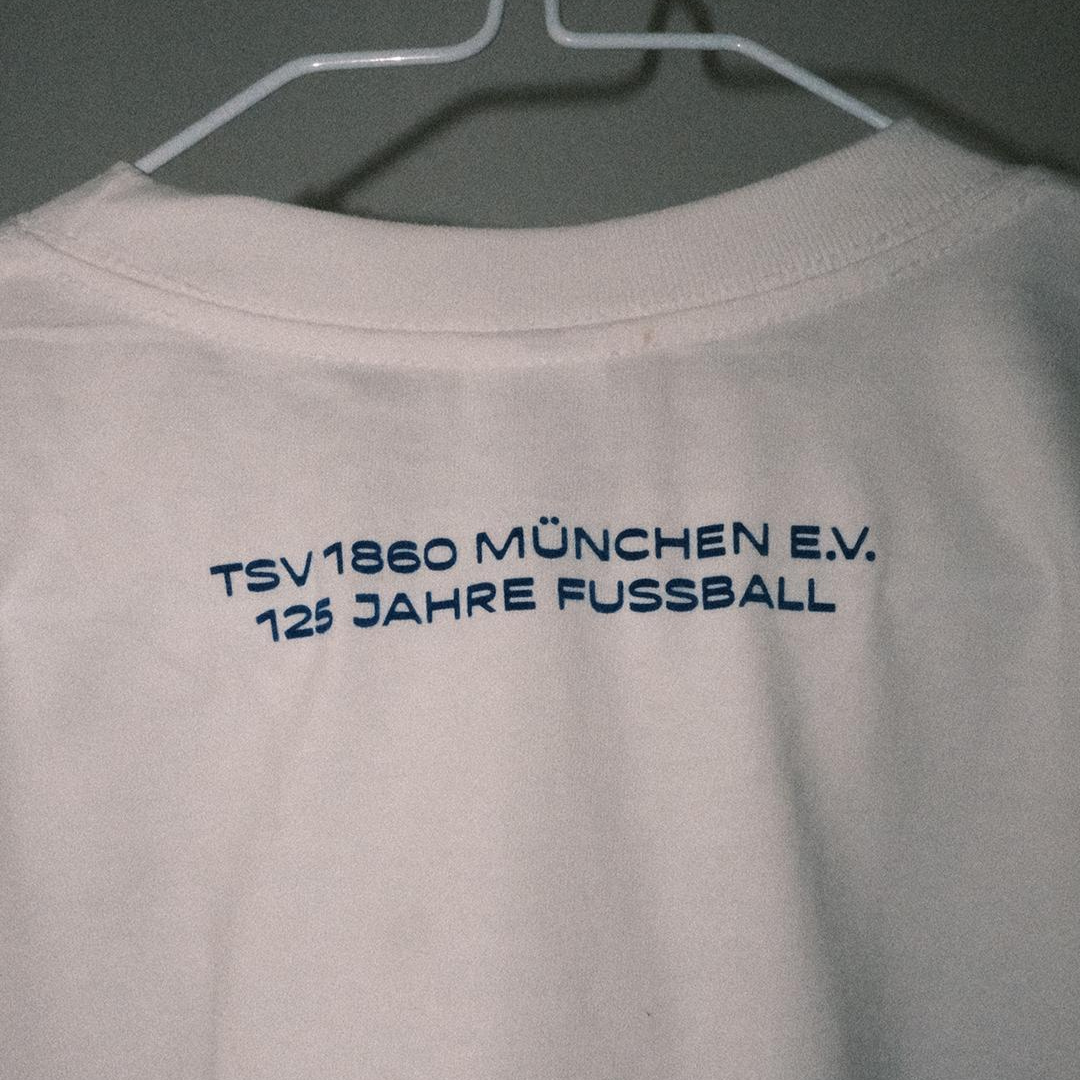 TSV 1860 MÜNCHEN E.V.
125 JAHRE FUSSBALL